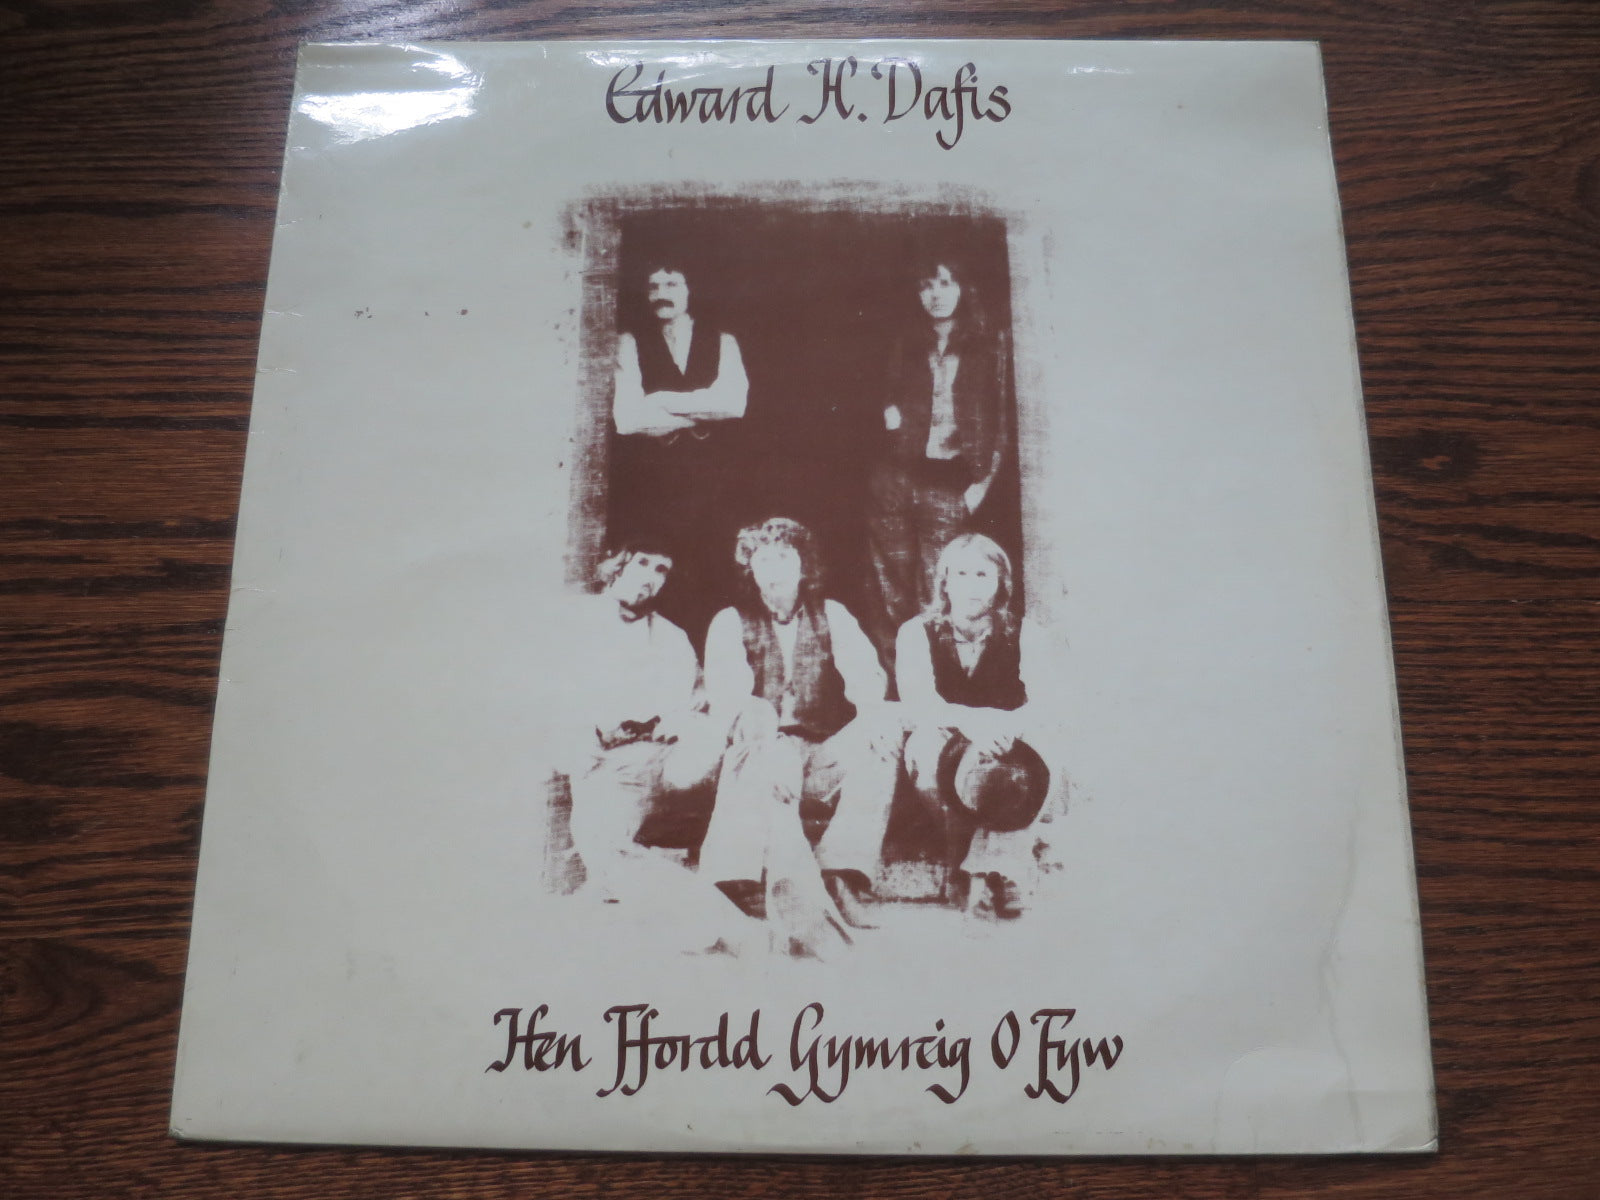 Edward H. Dafis
Hen Ffordd Gymreig O Fyw